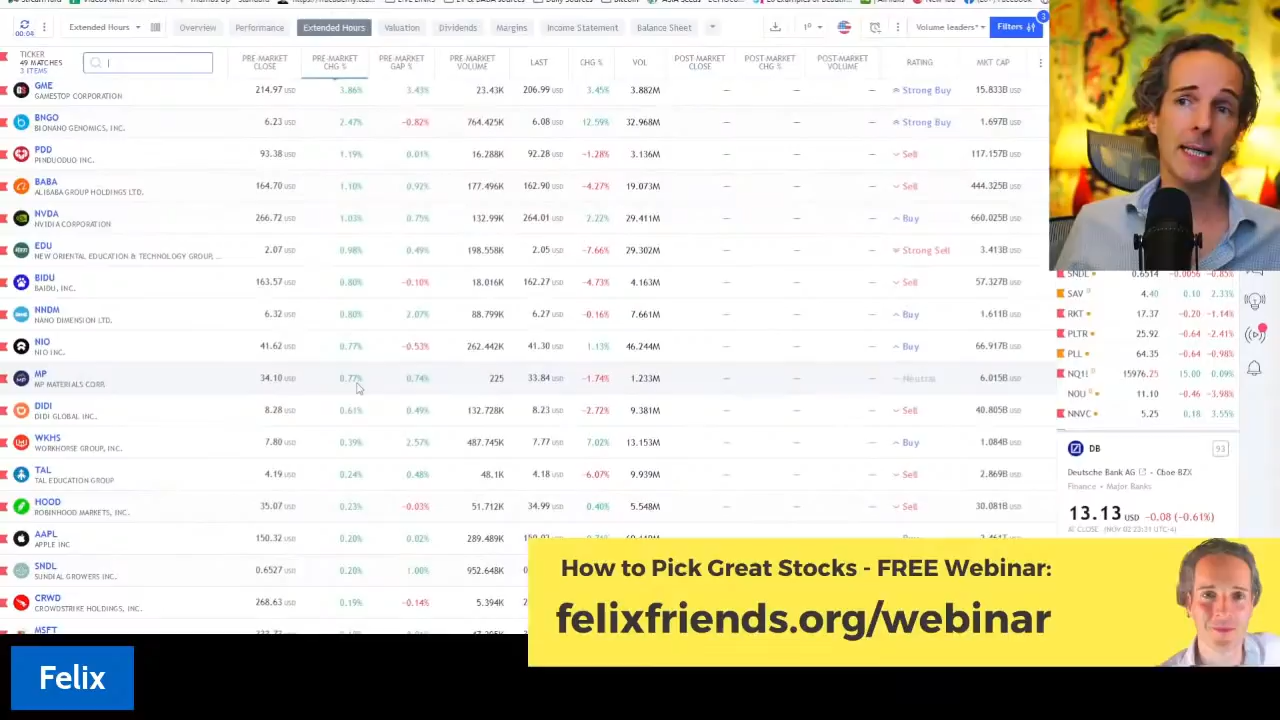 00:04
Extended Hours
Overview
Performance
Extended Hours
Valuation
Dividends
Margins
Income Statement
Balance Sheet
Volume leaders*
Filters
3
TICKER
49 MATCHES
3 ITEMS
PRE-MARKET CLOSE
PRE-MARKET CHG %
PRE-MARKET GAP %
PRE-MARKET VOLUME
LAST
CHG %
VOL
POST-MARKET CLOSE
POST-MARKET CHG %
POST-MARKET VOLUME
RATING
MKT CAP
GME 214.97 USD 3.86% 3.43% 23.43K 206.99 USD 3.45% 3.882M — — — Strong Buy 15.833B USD
GAMESTOP CORPORATION
BNGO 6.23 USD 2.47% -0.82% 764.425K 6.08 USD 12.59% 32.968M — — — Strong Buy 1.697B USD
BIONANO GENOMICS, INC.
PDD 93.38 USD 1.19% 0.01% 16.288K 92.28 USD -1.28% 3.136M — — — Sell 117.157B USD
PINDUODUO INC.
BABA 164.70 USD 1.10% 0.92% 177.496K 162.90 USD -4.27% 19.073M — — — Sell 444.325B USD
ALIBABA GROUP HOLDINGS LTD.
NVDA 266.72 USD 1.03% 0.75% 132.99K 264.01 USD 2.22% 29.411M — — — Buy 660.025B USD
NVIDIA CORPORATION
EDU 2.07 USD 0.98% 0.49% 198.558K 2.05 USD -7.66% 29.302M — — — Strong Sell 3.413B USD
NEW ORIENTAL EDUCATION & TECHNOLOGY GROUP, ...
BIDU 163.57 USD 0.80% -0.10% 18.016K 162.27 USD -4.73% 4.163M — — — Sell 57.327B USD
BAIDU, INC.
NNDM 6.32 USD 0.80% 2.07% 88.799K 6.27 USD -0.16% 7.661M — — — Buy 1.611B USD
NANO DIMENSION LTD.
NIO 41.62 USD 0.77% -0.53% 262.442K 41.30 USD 1.13% 46.244M — — — Buy 66.917B USD
NIO INC.
MP 34.10 USD 0.77% 0.74% 225 33.84 USD -1.74% 1.233M — — — Neutral 6.015B USD
MP MATERIALS CORP.
DIDI 8.28 USD 0.61% 0.49% 132.728K 8.23 USD -2.72% 9.381M — — — Sell 40.805B USD
DIDI GLOBAL INC.
WKHS 7.80 USD 0.39% 2.57% 487.745K 7.77 USD 7.02% 13.153M — — — Buy 1.084B USD
WORKHORSE GROUP, INC.
TAL 4.19 USD 0.24% 0.48% 48.1K 4.18 USD -6.07% 9.939M — — — Sell 2.869B USD
TAL EDUCATION GROUP
HOOD 35.07 USD 0.23% -0.03% 51.712K 34.99 USD 0.40% 5.548M — — — Sell 30.081B USD
ROBINHOOD MARKETS, INC.
AAPL 150.32 USD 0.20% 0.02% 289.489K
APPLE INC
SNDL 0.6527 USD 0.20% 1.00% 952.648K
SUNDIAL GROWERS INC.
CRWD 268.63 USD 0.19% -0.14% 5.394K
CROWDSTRIKE HOLDINGS, INC.
MSFT
SNDL 0.6514 -0.0056 -0.85%
SAV 4.40 0.10 2.33%
RKT 17.37 -0.20 -1.14%
PLTR 25.92 -0.64 -2.41%
PLL 64.35 -0.64 -0.98%
NQ1! 15976.25 15.00 0.09%
NOU 11.10 -0.46 -3.98%
NNVC 5.25 0.18 3.55%
DB 93
Deutsche Bank AG Cboe BZX
Finance • Major Banks
13.13 USD -0.08 (-0.61%)
AT CLOSE (NOV 02 23:31 UTC-4)
How to Pick Great Stocks - FREE Webinar:
felixfriends.org/webinar
Felix